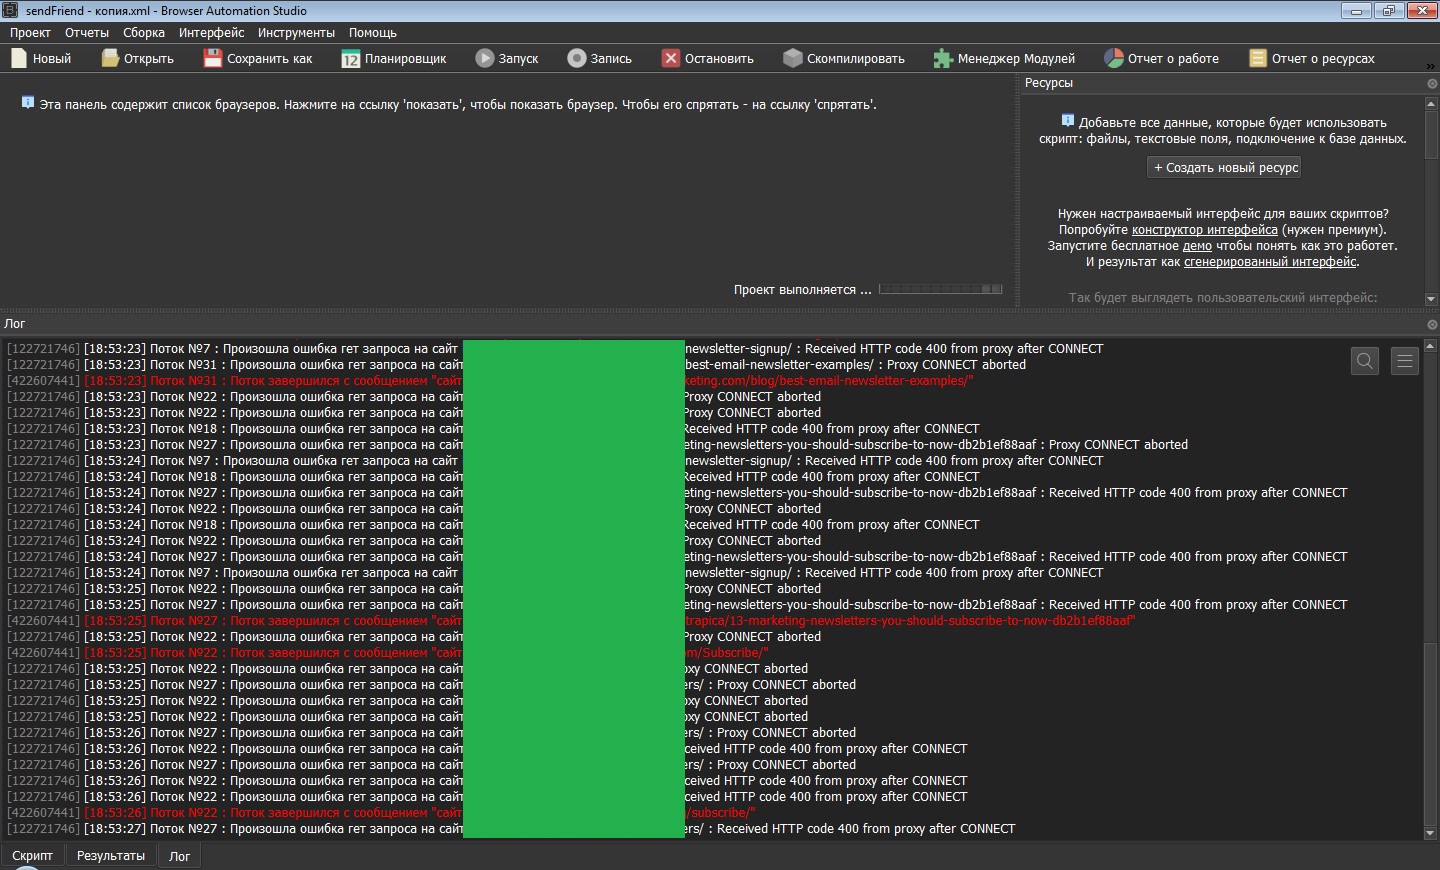 sendFriend - копия.xml - Browser Automation Studio
Проект Отчеты Сборка Интерфейс Инструменты Помощь
Новый Открыть Сохранить как 12 Планировщик Запуск Запись Остановить Скомпилировать Менеджер Модулей Отчет о работе Отчет о ресурсах »
Эта панель содержит список браузеров. Нажмите на ссылку 'показать', чтобы показать браузер. Чтобы его спрятать - на ссылку 'спрятать'.
Проект выполняется ...
Ресурсы
Добавьте все данные, которые будет использовать
скрипт: файлы, текстовые поля, подключение к базе данных.
+ Создать новый ресурс
Нужен настраиваемый интерфейс для ваших скриптов?
Попробуйте конструктор интерфейса (нужен премиум).
Запустите бесплатное демо чтобы понять как это работет.
И результат как сгенерированный интерфейс.
Так будет выглядеть пользовательский интерфейс:
Лог
[122721746] [18:53:23] Поток №7 : Произошла ошибка гет запроса на сайт newsletter-signup/ : Received HTTP code 400 from proxy after CONNECT
[122721746] [18:53:23] Поток №31 : Произошла ошибка гет запроса на сайт best-email-newsletter-examples/ : Proxy CONNECT aborted
[422607441] [18:53:23] Поток №31 : Поток завершился с сообщением "сайт keting.com/blog/best-email-newsletter-examples/"
[122721746] [18:53:23] Поток №22 : Произошла ошибка гет запроса на сайт Proxy CONNECT aborted
[122721746] [18:53:23] Поток №22 : Произошла ошибка гет запроса на сайт Proxy CONNECT aborted
[122721746] [18:53:23] Поток №18 : Произошла ошибка гет запроса на сайт Received HTTP code 400 from proxy after CONNECT
[122721746] [18:53:23] Поток №27 : Произошла ошибка гет запроса на сайт eting-newsletters-you-should-subscribe-to-now-db2b1ef88aaf : Proxy CONNECT aborted
[122721746] [18:53:24] Поток №7 : Произошла ошибка гет запроса на сайт newsletter-signup/ : Received HTTP code 400 from proxy after CONNECT
[122721746] [18:53:24] Поток №18 : Произошла ошибка гет запроса на сайт Received HTTP code 400 from proxy after CONNECT
[122721746] [18:53:24] Поток №27 : Произошла ошибка гет запроса на сайт eting-newsletters-you-should-subscribe-to-now-db2b1ef88aaf : Received HTTP code 400 from proxy after CONNECT
[122721746] [18:53:24] Поток №22 : Произошла ошибка гет запроса на сайт Proxy CONNECT aborted
[122721746] [18:53:24] Поток №18 : Произошла ошибка гет запроса на сайт Received HTTP code 400 from proxy after CONNECT
[122721746] [18:53:24] Поток №22 : Произошла ошибка гет запроса на сайт Proxy CONNECT aborted
[122721746] [18:53:24] Поток №27 : Произошла ошибка гет запроса на сайт eting-newsletters-you-should-subscribe-to-now-db2b1ef88aaf : Received HTTP code 400 from proxy after CONNECT
[122721746] [18:53:24] Поток №7 : Произошла ошибка гет запроса на сайт newsletter-signup/ : Received HTTP code 400 from proxy after CONNECT
[122721746] [18:53:25] Поток №22 : Произошла ошибка гет запроса на сайт Proxy CONNECT aborted
[122721746] [18:53:25] Поток №27 : Произошла ошибка гет запроса на сайт eting-newsletters-you-should-subscribe-to-now-db2b1ef88aaf : Received HTTP code 400 from proxy after CONNECT
[422607441] [18:53:25] Поток №27 : Поток завершился с сообщением "сайт trapica/13-marketing-newsletters-you-should-subscribe-to-now-db2b1ef88aaf"
[122721746] [18:53:25] Поток №22 : Произошла ошибка гет запроса на сайт Proxy CONNECT aborted
[422607441] [18:53:25] Поток №22 : Поток завершился с сообщением "сайт m/Subscribe/"
[122721746] [18:53:25] Поток №22 : Произошла ошибка гет запроса на сайт oxy CONNECT aborted
[122721746] [18:53:25] Поток №27 : Произошла ошибка гет запроса на сайт ers/ : Proxy CONNECT aborted
[122721746] [18:53:25] Поток №22 : Произошла ошибка гет запроса на сайт oxy CONNECT aborted
[122721746] [18:53:25] Поток №22 : Произошла ошибка гет запроса на сайт oxy CONNECT aborted
[122721746] [18:53:26] Поток №27 : Произошла ошибка гет запроса на сайт ers/ : Proxy CONNECT aborted
[122721746] [18:53:26] Поток №22 : Произошла ошибка гет запроса на сайт ceived HTTP code 400 from proxy after CONNECT
[122721746] [18:53:26] Поток №27 : Произошла ошибка гет запроса на сайт ers/ : Proxy CONNECT aborted
[122721746] [18:53:26] Поток №22 : Произошла ошибка гет запроса на сайт ceived HTTP code 400 from proxy after CONNECT
[122721746] [18:53:26] Поток №22 : Произошла ошибка гет запроса на сайт ceived HTTP code 400 from proxy after CONNECT
[422607441] [18:53:26] Поток №22 : Поток завершился с сообщением "сайт /subscribe/"
[122721746] [18:53:27] Поток №27 : Произошла ошибка гет запроса на сайт ers/ : Received HTTP code 400 from proxy after CONNECT
Скрипт Результаты Лог